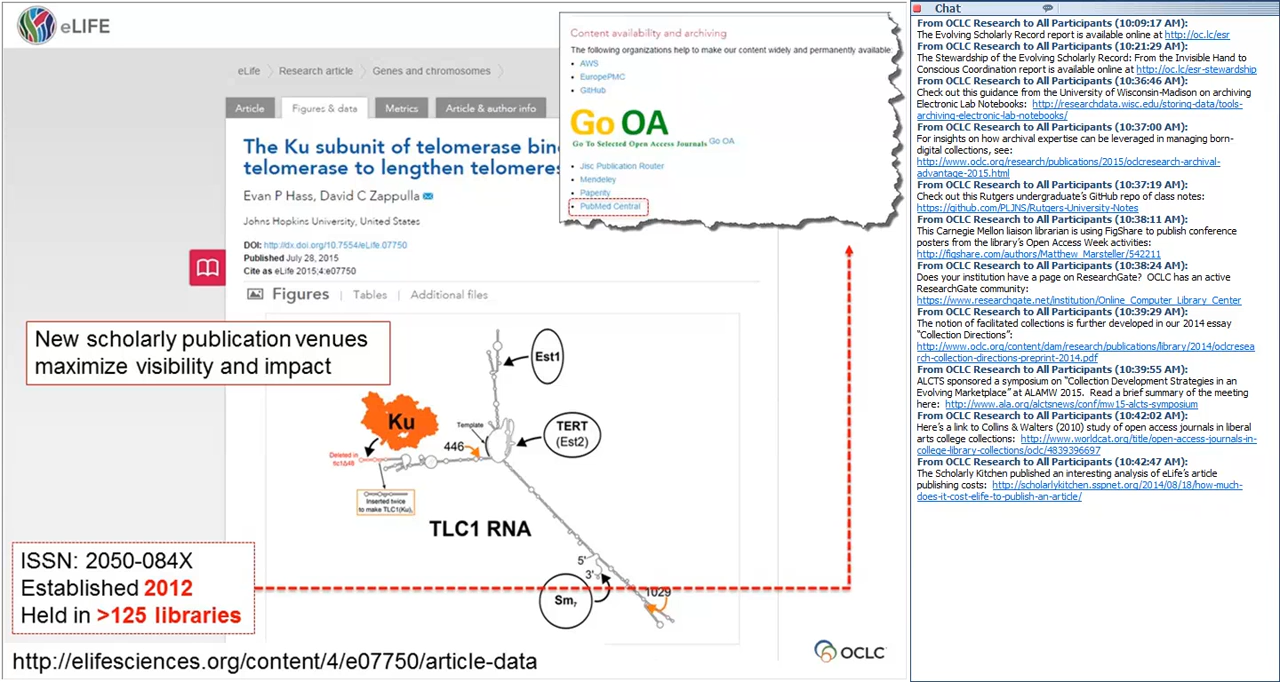 eLIFE
eLife
Research article
Genes and chromosomes
Article
Figures & data
Metrics
Article & author info
The Ku subunit of telomerase bin
telomerase to lengthen telomeres
Evan P Hass, David C Zappulla
Johns Hopkins University, United States
DOI: http://dx.doi.org/10.7554/eLife.07750
Published July 28, 2015
Cite as eLife 2015;4:e07750
Figures | Tables | Additional files
Content availability and archiving
The following organizations help to make our content widely and permanently available:
• AWS
• EuropePMC
• GitHub
Go OA
Go To Selected Open Access Journals Go OA
• Jisc Publication Router
• Mendeley
• Paperity
• PubMed Central
New scholarly publication venues
maximize visibility and impact
Est1
Ku
Template
TERT
(Est2)
446
Deleted in
tlc1Δ48
Inserted twice
to make TLC1(Ku)
TLC1 RNA
5'
3'
Sm7
1029
ISSN: 2050-084X
Established 2012
Held in >125 libraries
http://elifesciences.org/content/4/e07750/article-data
OCLC
Chat
From OCLC Research to All Participants (10:09:17 AM):
The Evolving Scholarly Record report is available online at http://oc.lc/esr
From OCLC Research to All Participants (10:21:29 AM):
The Stewardship of the Evolving Scholarly Record: From the Invisible Hand to
Conscious Coordination report is available online at http://oc.lc/esr-stewardship
From OCLC Research to All Participants (10:36:46 AM):
Check out this guidance from the University of Wisconsin-Madison on archiving
Electronic Lab Notebooks: http://researchdata.wisc.edu/storing-data/tools-
archiving-electronic-lab-notebooks/
From OCLC Research to All Participants (10:37:00 AM):
For insights on how archival expertise can be leveraged in managing born-
digital collections, see:
http://www.oclc.org/research/publications/2015/oclcresearch-archival-
advantage-2015.html
From OCLC Research to All Participants (10:37:19 AM):
Check out this Rutgers undergraduate's GitHub repo of class notes:
https://github.com/PLJNS/Rutgers-University-Notes
From OCLC Research to All Participants (10:38:11 AM):
This Carnegie Mellon liaison librarian is using FigShare to publish conference
posters from the library's Open Access Week activities:
http://figshare.com/authors/Matthew_Marsteller/542211
From OCLC Research to All Participants (10:38:24 AM):
Does your institution have a page on ResearchGate? OCLC has an active
ResearchGate community:
https://www.researchgate.net/institution/Online_Computer_Library_Center
From OCLC Research to All Participants (10:39:29 AM):
The notion of facilitated collections is further developed in our 2014 essay
“Collection Directions”:
http://www.oclc.org/content/dam/research/publications/library/2014/oclcresea
rch-collection-directions-preprint-2014.pdf
From OCLC Research to All Participants (10:39:55 AM):
ALCTS sponsored a symposium on “Collection Development Strategies in an
Evolving Marketplace” at ALAMW 2015. Read a brief summary of the meeting
here: http://www.ala.org/alctsnews/conf/mw15-alcts-symposium
From OCLC Research to All Participants (10:42:02 AM):
Here's a link to Collins & Walters (2010) study of open access journals in liberal
arts college collections: http://www.worldcat.org/title/open-access-journals-in-
college-library-collections/oclc/4839396697
From OCLC Research to All Participants (10:42:47 AM):
The Scholarly Kitchen published an interesting analysis of eLife's article
publishing costs: http://scholarlykitchen.sspnet.org/2014/08/18/how-much-
does-it-cost-elife-to-publish-an-article/